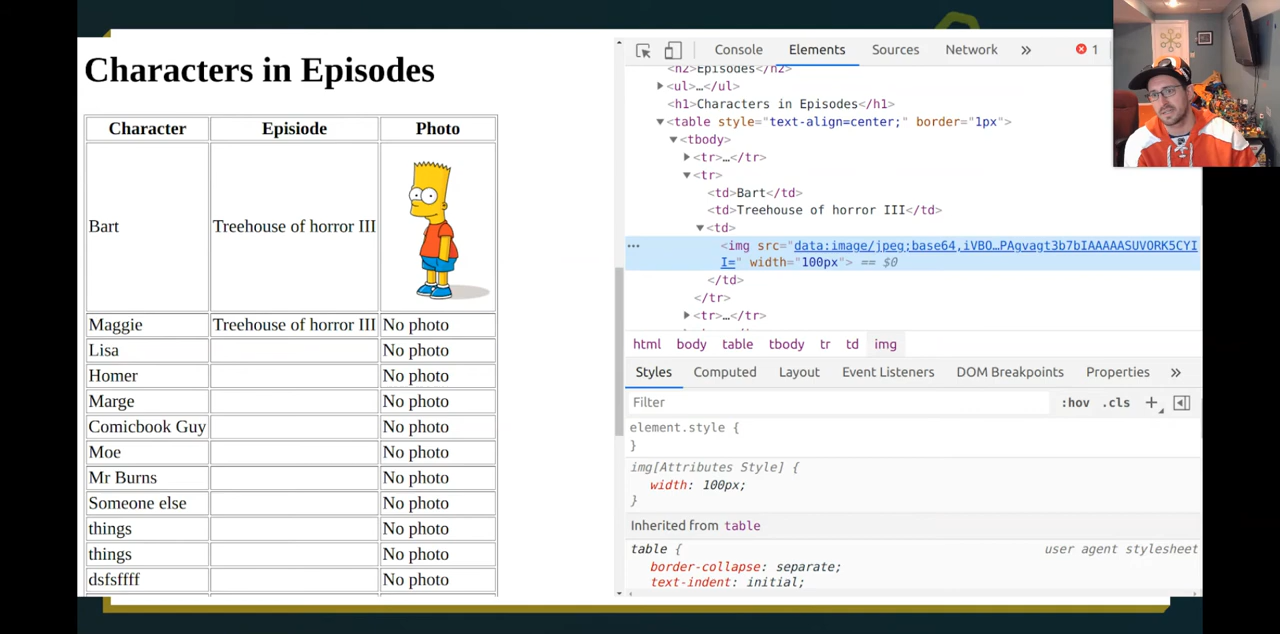 Characters in Episodes
Character Episiode Photo
Bart Treehouse of horror III
Maggie Treehouse of horror III No photo
Lisa No photo
Homer No photo
Marge No photo
Comicbook Guy No photo
Moe No photo
Mr Burns No photo
Someone else No photo
things No photo
things No photo
dsfsffff No photo
Console Elements Sources Network » 1
<h2>Episodes</h2>
<ul>…</ul>
<h1>Characters in Episodes</h1>
<table style="text-align=center;" border="1px">
<tbody>
<tr>…</tr>
<tr>
<td>Bart</td>
<td>Treehouse of horror III</td>
<td>
… <img src="data:image/jpeg;base64,iVBO…PAgvagt3b7bIAAAAASUVORK5CYI
I=" width="100px"> == $0
</td>
</tr>
<tr>…</tr>
html body table tbody tr td img
Styles Computed Layout Event Listeners DOM Breakpoints Properties »
Filter :hov .cls +
element.style {
}
img[Attributes Style] {
width: 100px;
}
Inherited from table
table { user agent stylesheet
border-collapse: separate;
text-indent: initial;